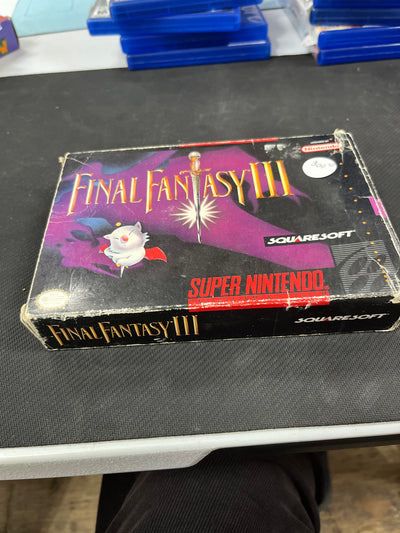 Nintendo
FINAL FANTASY III
SQUARESOFT
SUPER NINTENDO
FINAL FANTASY III
SQUARESOFT